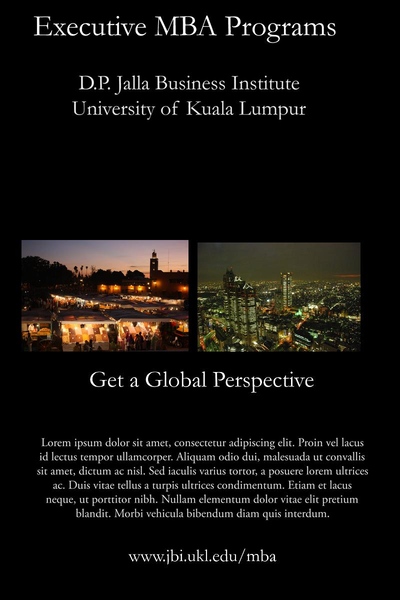 Executive MBA Programs
D.P. Jalla Business Institute
University of Kuala Lumpur
Get a Global Perspective
Lorem ipsum dolor sit amet, consectetur adipiscing elit. Proin vel lacus
id lectus tempor ullamcorper. Aliquam odio dui, malesuada ut convallis
sit amet, dictum ac nisl. Sed iaculis varius tortor, a posuere lorem ultrices
ac. Duis vitae tellus a turpis ultrices condimentum. Etiam et lacus
neque, ut porttitor nibh. Nullam elementum dolor vitae elit pretium
blandit. Morbi vehicula bibendum diam quis interdum.
www.jbi.ukl.edu/mba